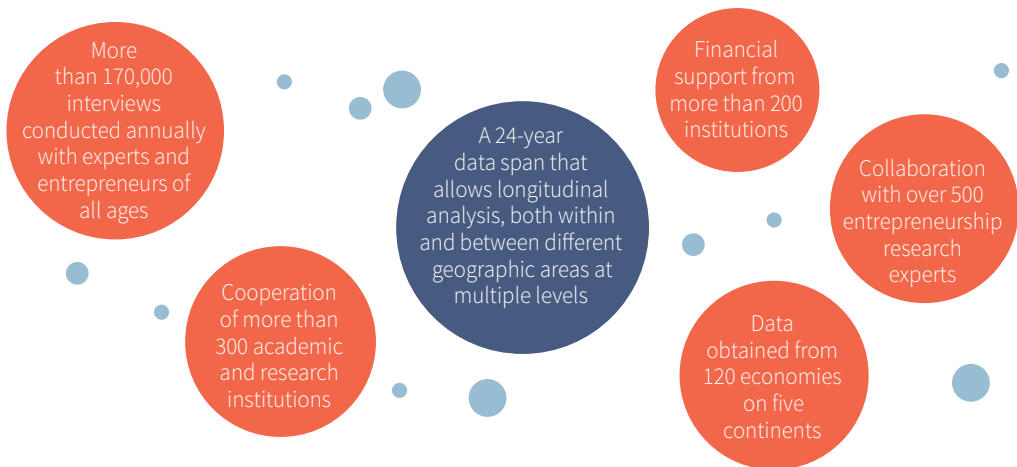 More
than 170,000
interviews
conducted annually
with experts and
entrepreneurs of
all ages
Cooperation
of more than
300 academic
and research
institutions
A 24-year
data span that
allows longitudinal
analysis, both within
and between different
geographic areas at
multiple levels
Financial
support from
more than 200
institutions
Collaboration
with over 500
entrepreneurship
research
experts
Data
obtained from
120 economies
on five
continents